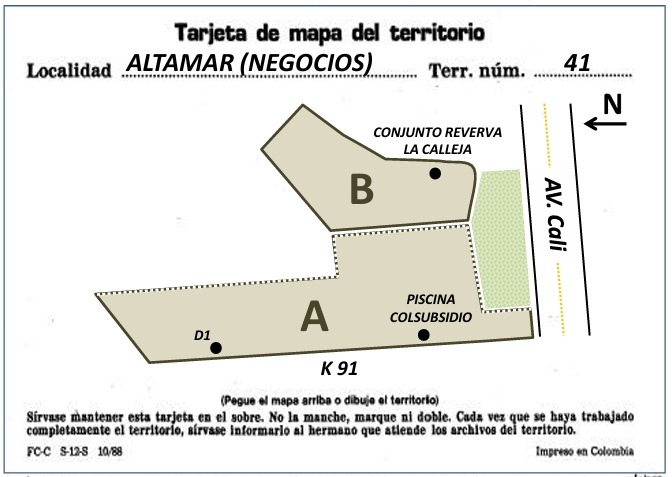 Tarjeta de mapa del territorio
Localidad ALTAMAR (NEGOCIOS) Terr. núm. 41
N
CONJUNTO REVERVA
LA CALLEJA
B
AV. Cali
A
PISCINA
COLSUBSIDIO
D1
K 91
(Pegue el mapa arriba o dibuje el territorio)
Sírvase mantener esta tarjeta en el sobre. No la manche, marque ni doble. Cada vez que se haya trabajado
completamente el territorio, sírvase informarlo al hermano que atiende los archivos del territorio.
FC-C S-12-S 10/88 Impreso en Colombia